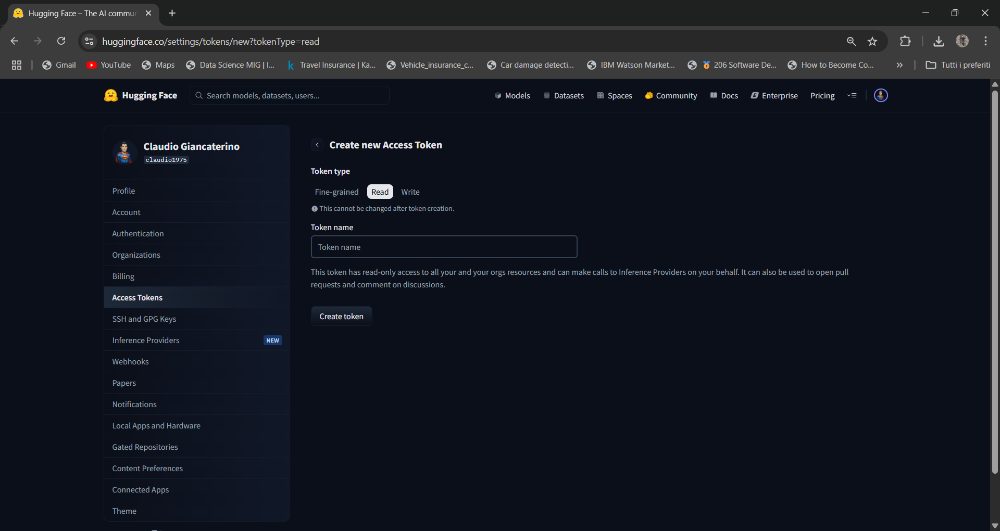 Hugging Face – The AI commu
huggingface.co/settings/tokens/new?tokenType=read
Gmail
YouTube
Maps
Data Science MIG | I...
Travel Insurance | Ka...
Vehicle_insurance_c...
Car damage detecti...
IBM Watson Market...
206 Software De...
How to Become Co...
Tutti i preferiti
Hugging Face
Search models, datasets, users...
Models
Datasets
Spaces
Community
Docs
Enterprise
Pricing
Claudio Giancaterino
claudio1975
Profile
Account
Authentication
Organizations
Billing
Access Tokens
SSH and GPG Keys
Inference Providers NEW
Webhooks
Papers
Notifications
Local Apps and Hardware
Gated Repositories
Content Preferences
Connected Apps
Theme
Create new Access Token
Token type
Fine-grained Read Write
This cannot be changed after token creation.
Token name
Token name
This token has read-only access to all your and your orgs resources and can make calls to Inference Providers on your behalf. It can also be used to open pull
requests and comment on discussions.
Create token